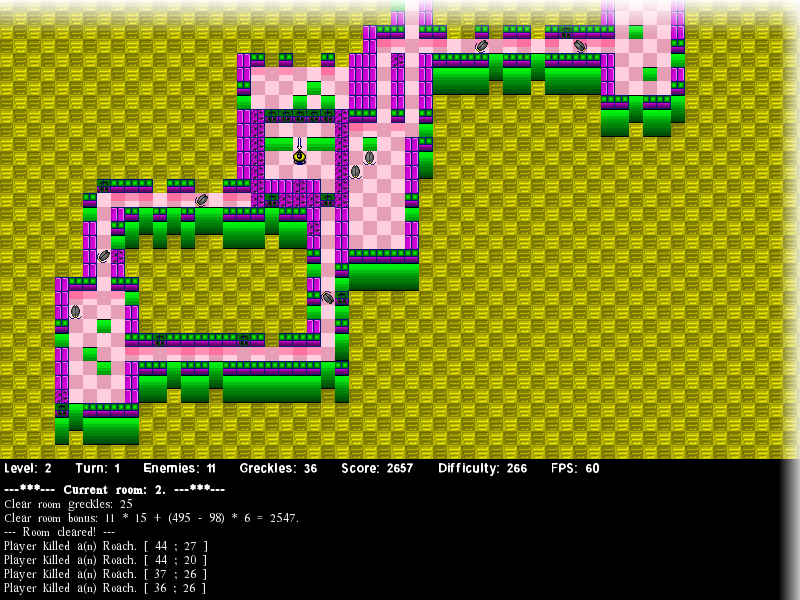 Level: 2 Turn: 1 Enemies: 11 Greckles: 36 Score: 2657 Difficulty: 266 FPS: 60
---***--- Current room: 2. ---***---
Clear room greckles: 25
Clear room bonus: 11 * 15 + (495 - 98) * 6 = 2547.
--- Room cleared! ---
Player Killed a(n) Roach. [ 44 ; 27 ]
Player Killed a(n) Roach. [ 44 ; 20 ]
Player Killed a(n) Roach. [ 37 ; 26 ]
Player Killed a(n) Roach. [ 36 ; 26 ]